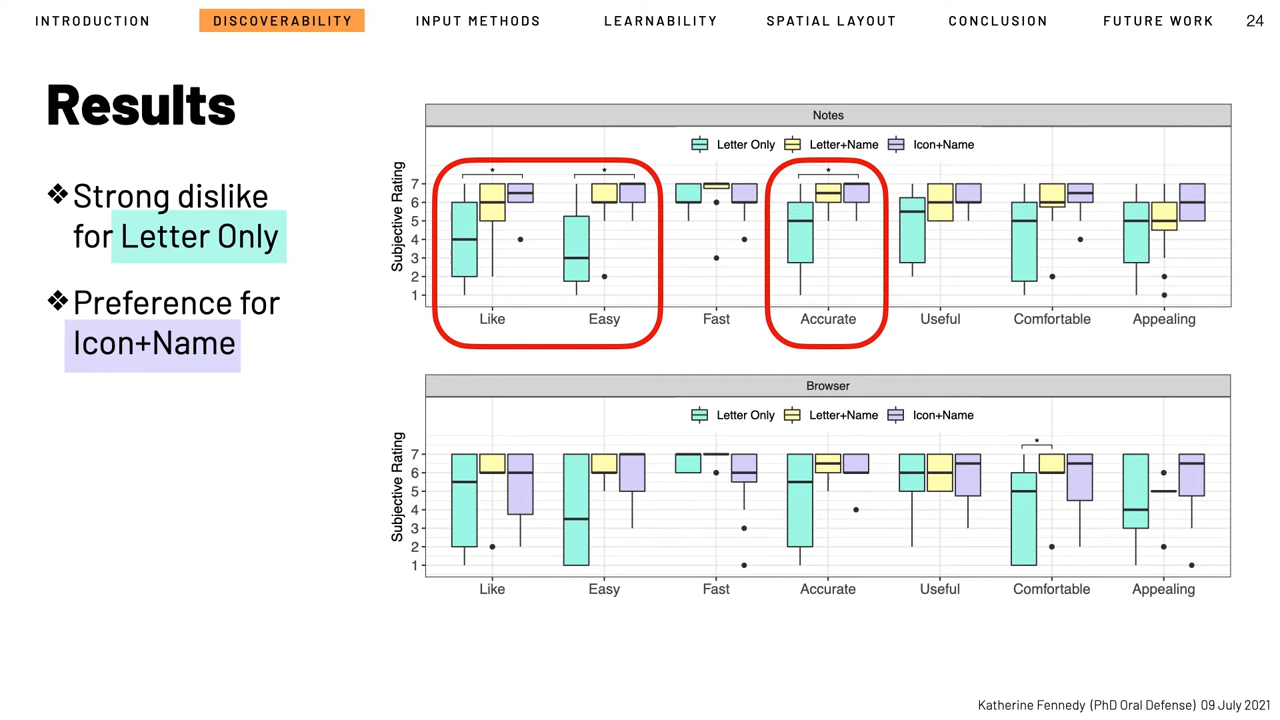 INTRODUCTION DISCOVERABILITY INPUT METHODS LEARNABILITY SPATIAL LAYOUT CONCLUSION FUTURE WORK 24
Results
❖Strong dislike
for Letter Only
❖Preference for
Icon+Name
Notes
Letter Only Letter+Name Icon+Name
Subjective Rating
7
6
5
4
3
2
1
* * *
Like Easy Fast Accurate Useful Comfortable Appealing
Browser
Letter Only Letter+Name Icon+Name
Subjective Rating
7
6
5
4
3
2
1
*
Like Easy Fast Accurate Useful Comfortable Appealing
Katherine Fennedy (PhD Oral Defense) 09 July 2021